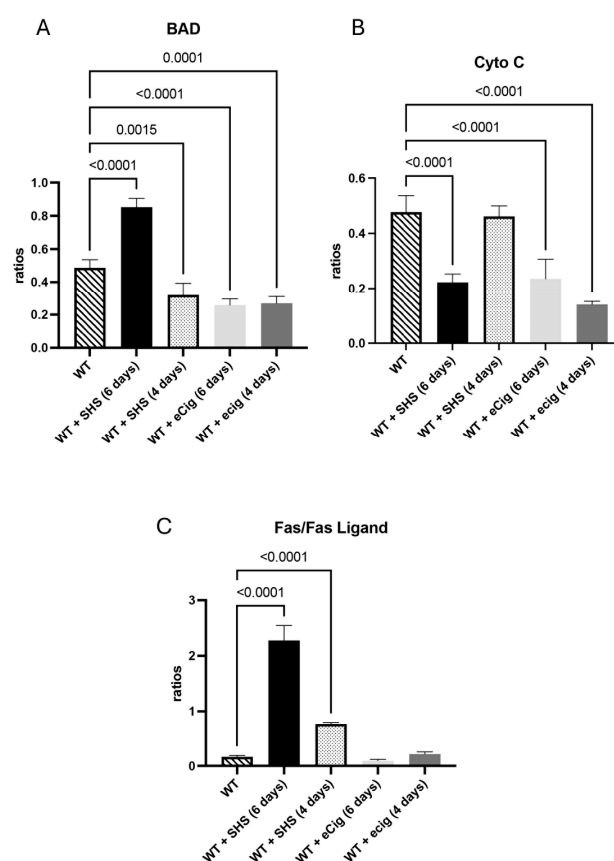 A
BAD
0.0001
<0.0001
0.0015
<0.0001
1.0
0.8
0.6
0.4
0.2
0.0
ratios
WT
WT + SHS (6 days)
WT + SHS (4 days)
WT + eCig (6 days)
WT + ecig (4 days)
B
Cyto C
<0.0001
<0.0001
<0.0001
0.6
0.4
0.2
0.0
ratios
WT
WT + SHS (6 days)
WT + SHS (4 days)
WT + eCig (6 days)
WT + ecig (4 days)
C
Fas/Fas Ligand
<0.0001
<0.0001
3
2
1
0
ratios
WT
WT + SHS (6 days)
WT + SHS (4 days)
WT + eCig (6 days)
WT + ecig (4 days)